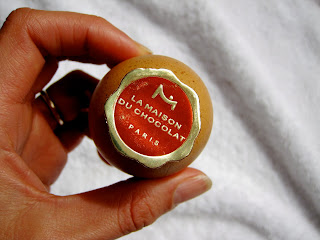 LA MAISON
DU CHOCOLAT
PARIS